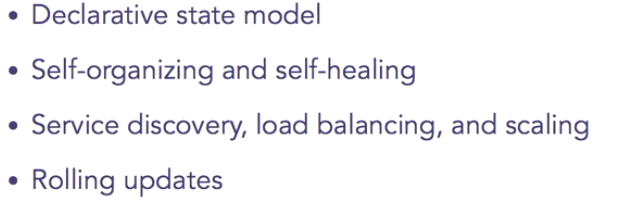 • Declarative state model
• Self-organizing and self-healing
• Service discovery, load balancing, and scaling
• Rolling updates